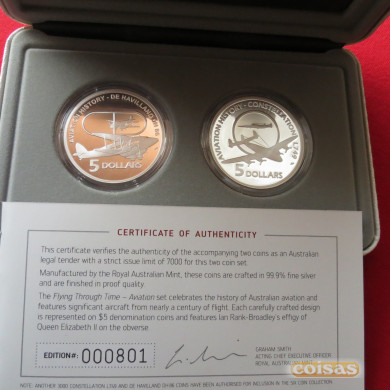 AVIATION HISTORY - DE HAVILLAND DH 86
5 DOLLARS
AVIATION HISTORY - CONSTELLATION L749
5 DOLLARS
CERTIFICATE OF AUTHENTICITY
This certificate verifies the authenticity of the accompanying two coins as an Australian
legal tender with a strict issue limit of 7000 for this two coin set.
Manufactured by the Royal Australian Mint, these coins are crafted in 99.9% fine silver
and are finished in proof quality.
The Flying Through Time – Aviation set celebrates the history of Australian aviation and
features significant aircraft from nearly a century of flight. Each carefully crafted design
is represented on $5 denomination coins and features Ian Rank-Broadley's effigy of
Queen Elizabeth II on the obverse
EDITION#: 000801
GRAHAM SMITH
ACTING CHIEF EXECUTIVE OFFICER
ROYAL AUSTRALIAN MINT
coisas